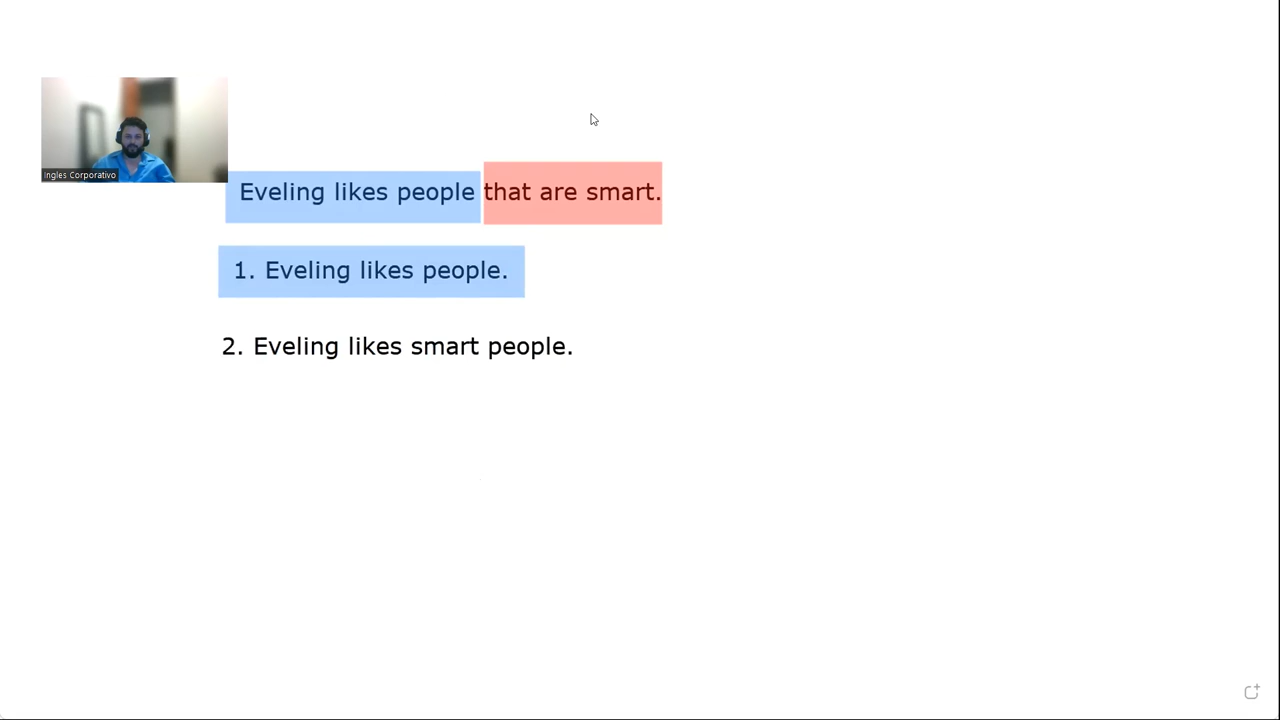 Ingles Corporativo
Eveling likes people that are smart.
1. Eveling likes people.
2. Eveling likes smart people.